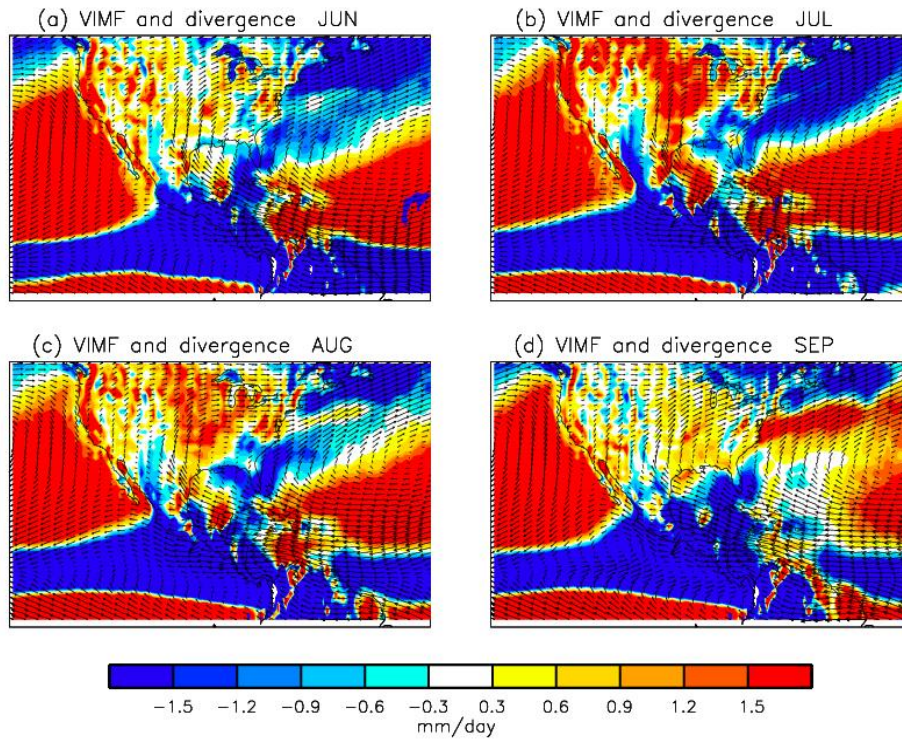 (a) VIMF and divergence JUN
(b) VIMF and divergence JUL
(c) VIMF and divergence AUG
(d) VIMF and divergence SEP
−1.5 −1.2 −0.9 −0.6 −0.3 0.3 0.6 0.9 1.2 1.5
mm/day